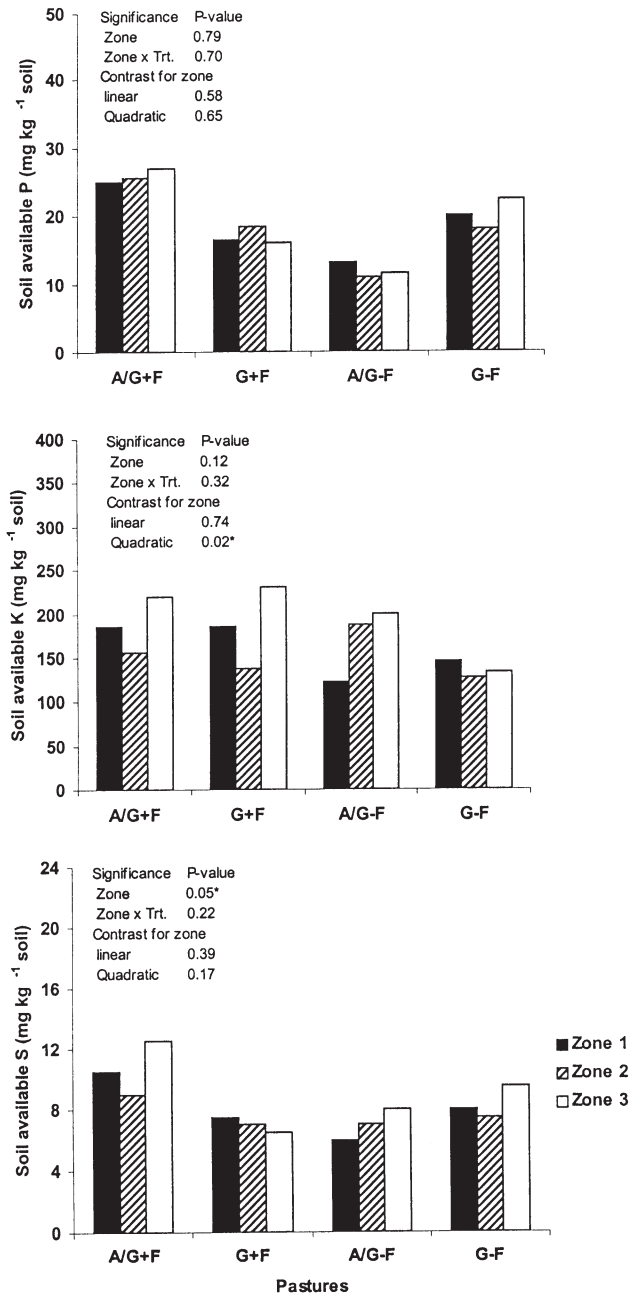 Soil available P (mg kg -1 soil)
50
40
30
20
10
0
Significance P-value
Zone 0.79
Zone x Trt. 0.70
Contrast for zone
linear 0.58
Quadratic 0.65
A/G+F G+F A/G-F G-F
Soil available K (mg kg -1 soil)
400
350
300
250
200
150
100
50
0
Significance P-value
Zone 0.12
Zone x Trt. 0.32
Contrast for zone
linear 0.74
Quadratic 0.02*
A/G+F G+F A/G-F G-F
Soil available S (mg kg -1 soil)
24
20
16
12
8
4
0
Significance P-value
Zone 0.05*
Zone x Trt. 0.22
Contrast for zone
linear 0.39
Quadratic 0.17
Zone 1
Zone 2
Zone 3
A/G+F G+F A/G-F G-F
Pastures